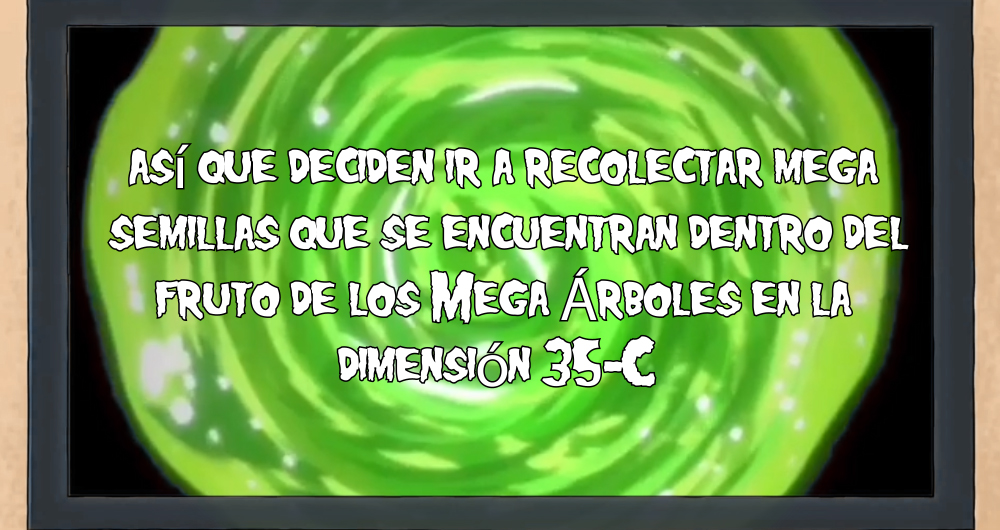 así que deciden ir a recolectar mega
semillas que se encuentran dentro del
fruto de los Mega Árboles en la
dimensión 35-C